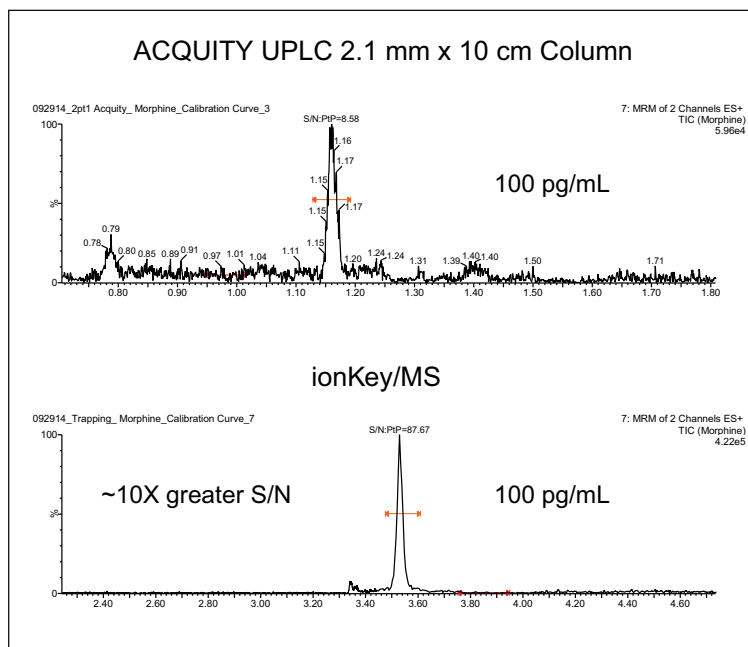 ACQUITY UPLC 2.1 mm x 10 cm Column
092914_2pt1 Acquity_ Morphine_Calibration Curve_3
7: MRM of 2 Channels ES+
S/N:PtP=8.58
TIC (Morphine)
5.96e4
100
1.16
1.17
100 pg/mL
1.15
%
1.17
1.15
0.79
0.78
0.80
0.85
0.89
0.91
0.97
1.01
1.04
1.11
1.15
1.20
1.24
1.24
1.31
1.39
1.40
1.40
1.50
1.71
0
0.80 0.90 1.00 1.10 1.20 1.30 1.40 1.50 1.60 1.70 1.80
ionKey/MS
092914_Trapping_ Morphine_Calibration Curve_7
7: MRM of 2 Channels ES+
S/N:PtP=87.67
TIC (Morphine)
4.22e5
100
~10X greater S/N
100 pg/mL
%
0
2.40 2.60 2.80 3.00 3.20 3.40 3.60 3.80 4.00 4.20 4.40 4.60